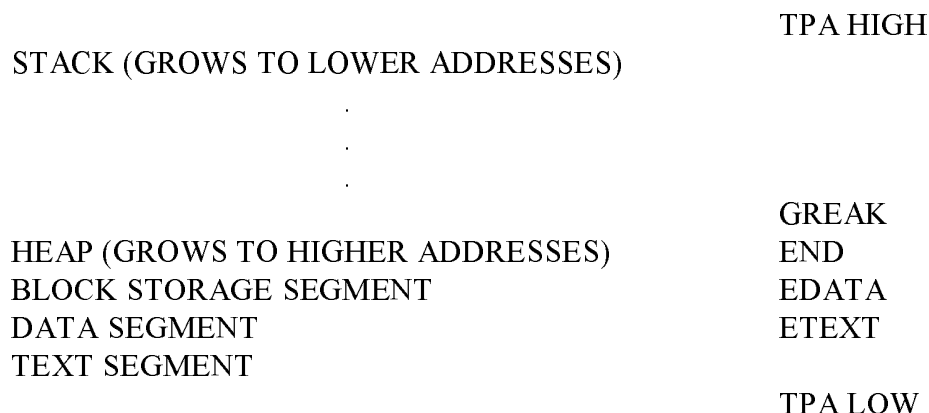 TPA HIGH
STACK (GROWS TO LOWER ADDRESSES)
.
.
.
GREAK
HEAP (GROWS TO HIGHER ADDRESSES) END
BLOCK STORAGE SEGMENT EDATA
DATA SEGMENT ETEXT
TEXT SEGMENT
TPA LOW